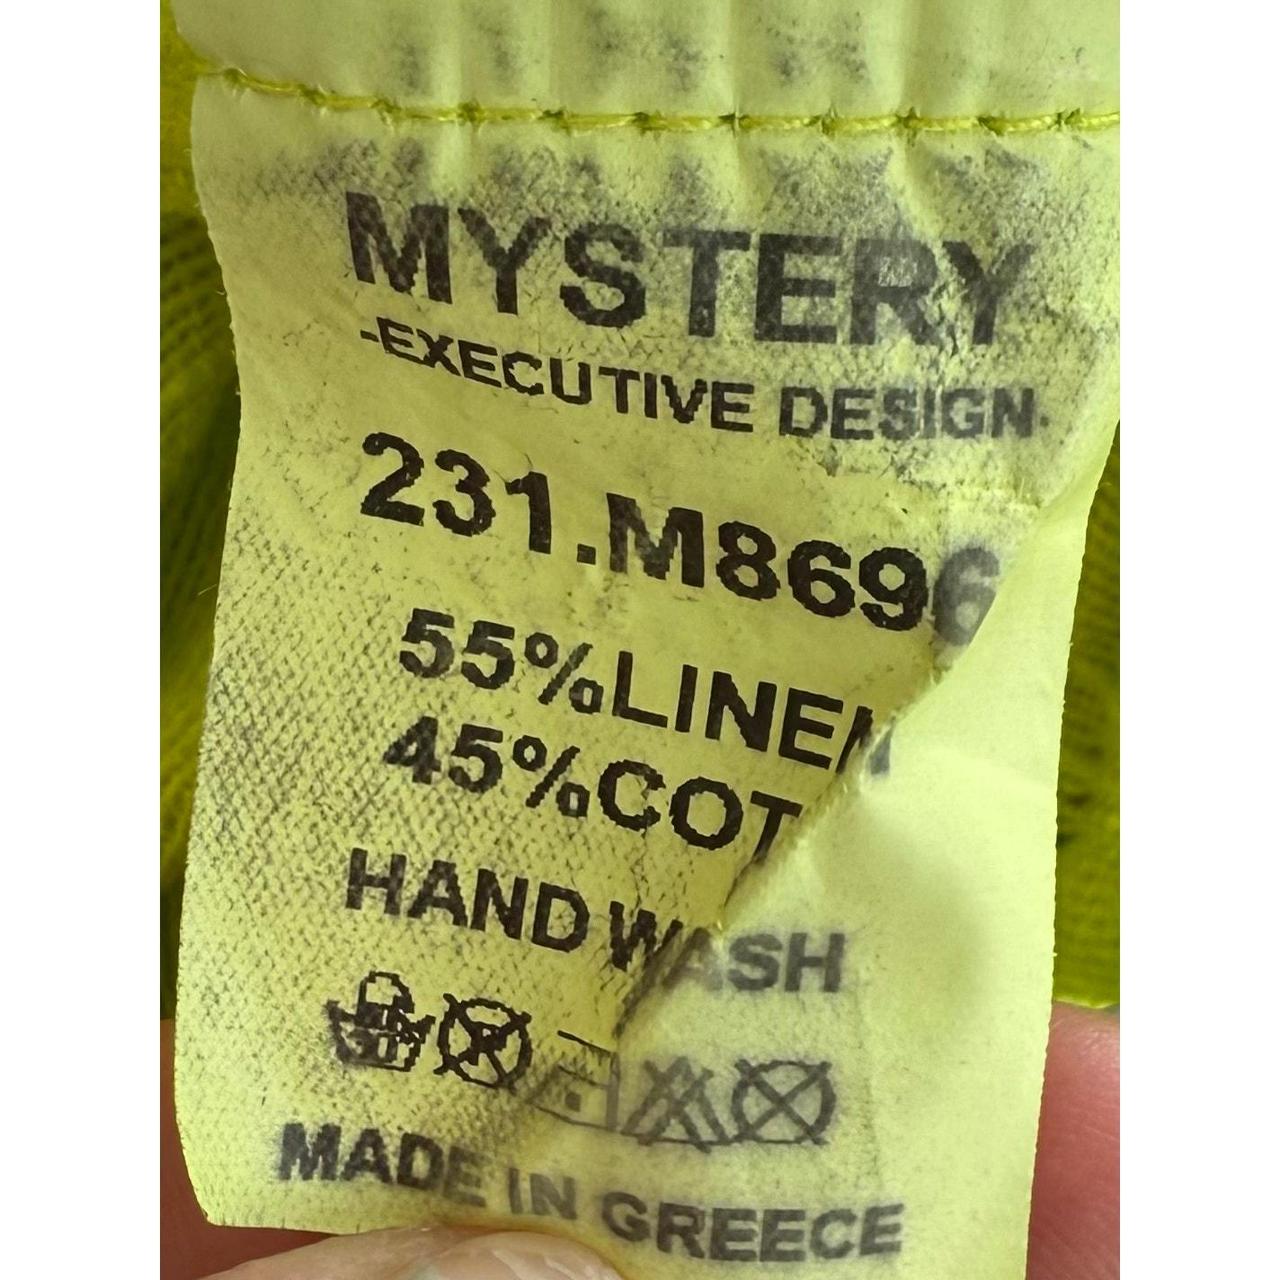 MYSTERY
-EXECUTIVE DESIGN-
231.M8696
55%LINEN
45%COT
HAND WASH
MADE IN GREECE